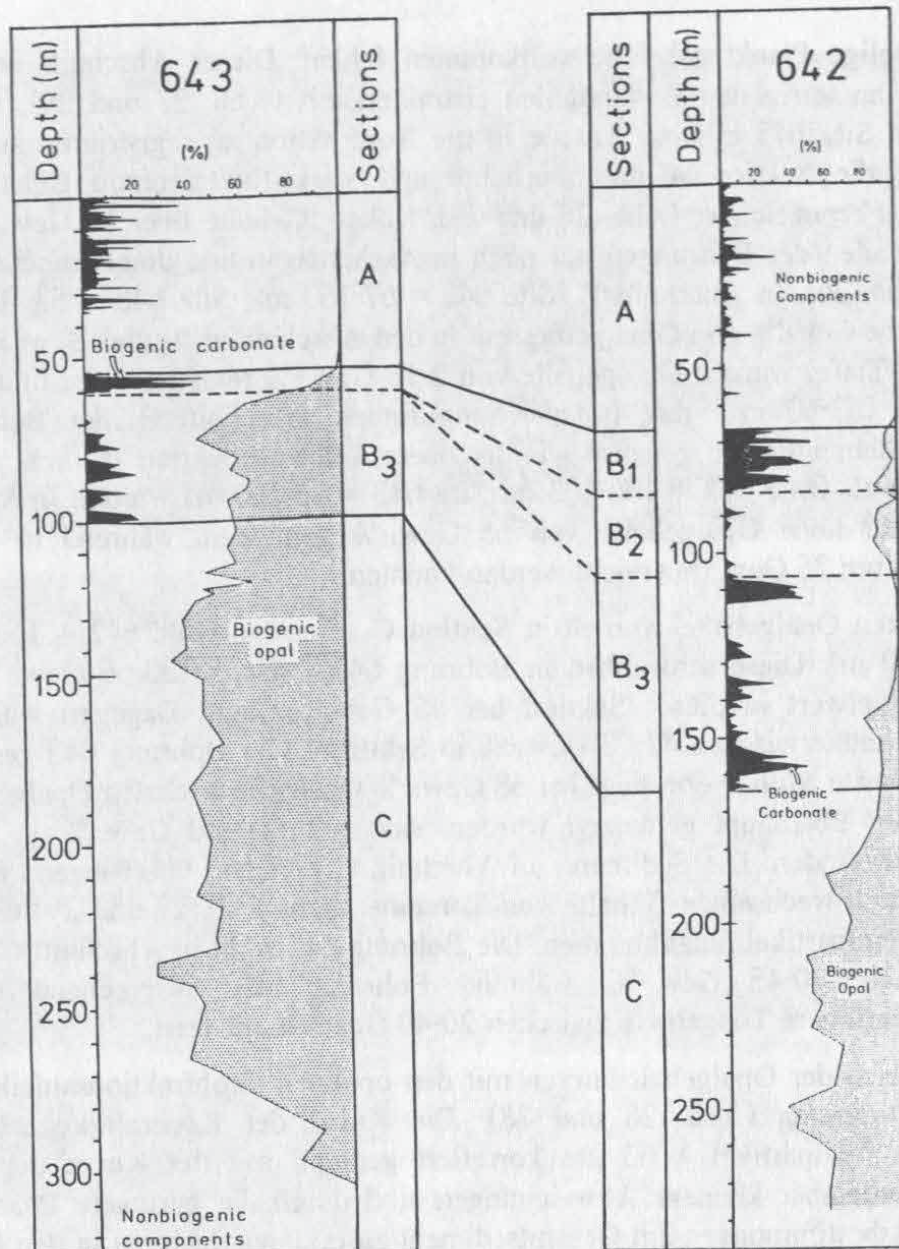 643
642
Depth (m)
Sections
Sections
Depth (m)
[%]
20 40 60 80
[%]
20 40 60 80
A
Biogenic carbonate
50
B3
100
Biogenic
opal
150
200
C
250
300
Nonbiogenic
components
A
Nonbiogenic
Components
50
B1
B2
100
B3
150
Biogenic
Carbonate
200
C
Biogenic
Opal
250